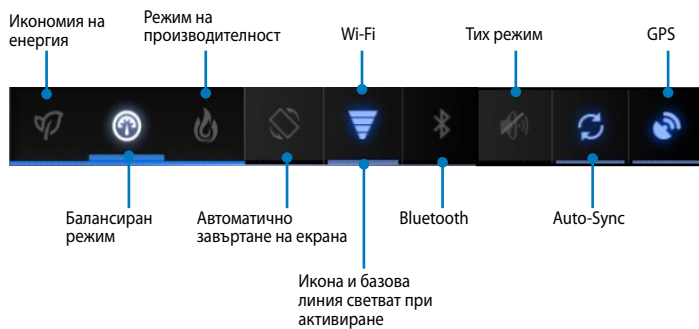 Икономия на
енергия
Режим на
производителност
Wi-Fi
Тих режим
GPS
Балансиран
режим
Автоматично
завъртане на екрана
Bluetooth
Auto-Sync
Икона и базова
линия светват при
активиране